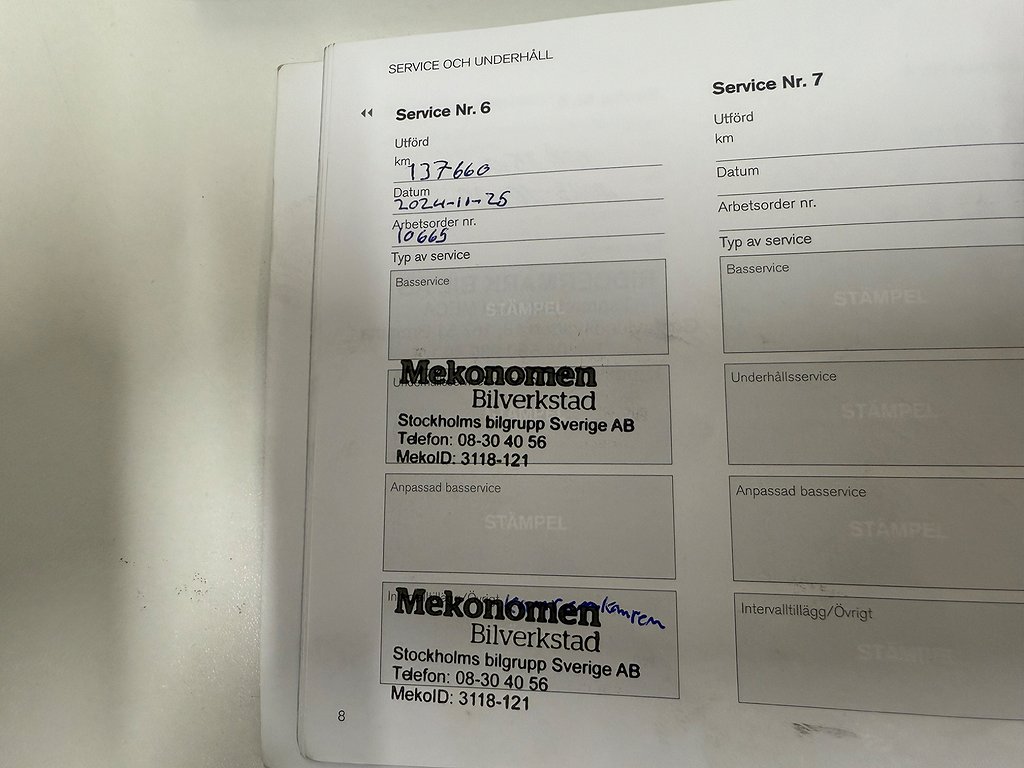 SERVICE OCH UNDERHÅLL
Service Nr. 6
Utförd
km 137660
Datum
2024-11-25
Arbetsorder nr.
10665
Typ av service
Basservice
STÄMPEL
Mekonomen
Bilverkstad
Stockholms bilgrupp Sverige AB
Telefon: 08-30 40 56
MekoID: 3118-121
Anpassad basservice
STÄMPEL
Mekonomen
Bilverkstad
Stockholms bilgrupp Sverige AB
Telefon: 08-30 40 56
MekoID: 3118-121
8
Service Nr. 7
Utförd
km
Datum
Arbetsorder nr.
Typ av service
Basservice
STÄMPEL
Underhållsservice
STÄMPEL
Anpassad basservice
STÄMPEL
Intervalltillägg/Övrigt
STÄMPEL